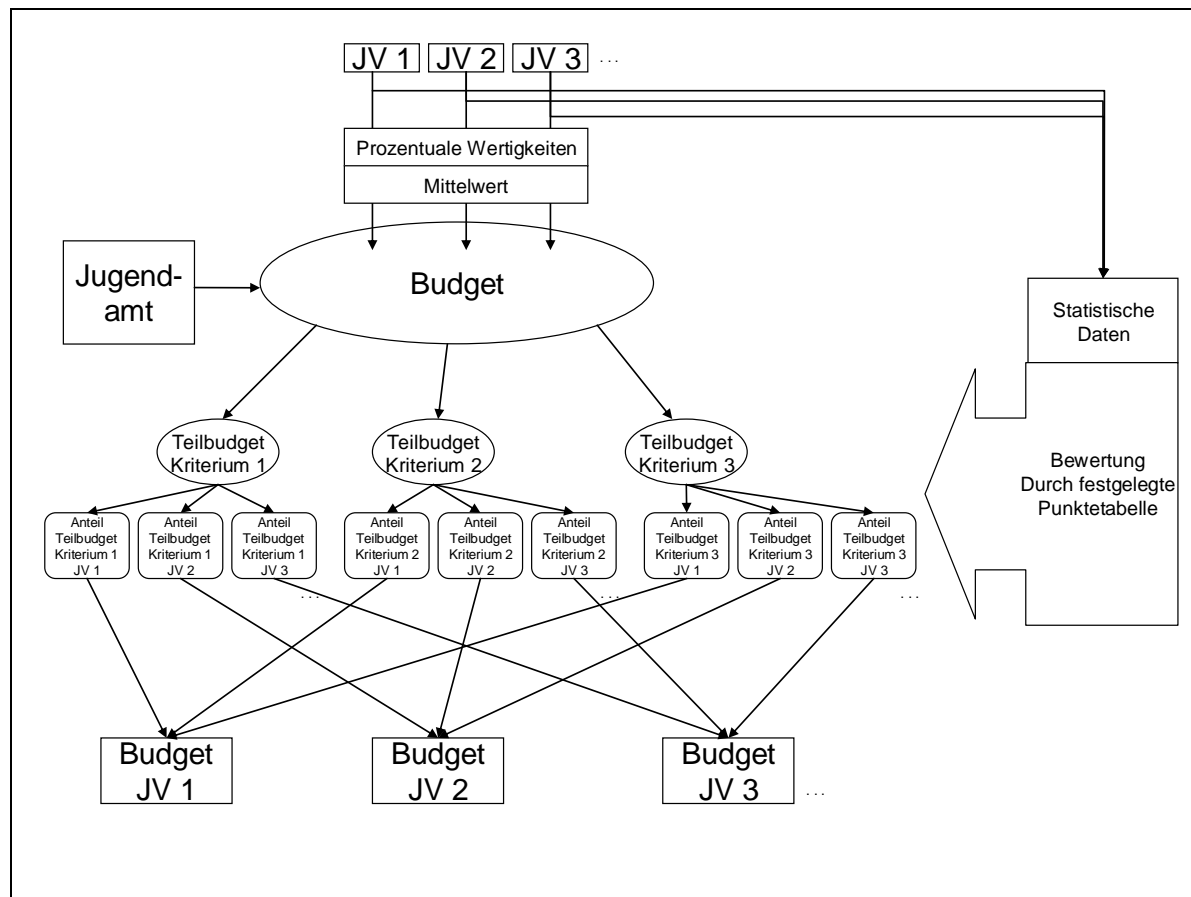 JV 1
JV 2
JV 3
...
Prozentuale Wertigkeiten
Mittelwert
Jugend-
amt
Budget
Statistische
Daten
Bewertung
Durch festgelegte
Punktetabelle
Teilbudget
Kriterium 1
Teilbudget
Kriterium 2
Teilbudget
Kriterium 3
Anteil
Teilbudget
Kriterium 1
JV 1
Anteil
Teilbudget
Kriterium 1
JV 2
Anteil
Teilbudget
Kriterium 1
JV 3
...
Anteil
Teilbudget
Kriterium 2
JV 1
Anteil
Teilbudget
Kriterium 2
JV 2
Anteil
Teilbudget
Kriterium 2
JV 3
...
Anteil
Teilbudget
Kriterium 3
JV 1
Anteil
Teilbudget
Kriterium 3
JV 2
Anteil
Teilbudget
Kriterium 3
JV 3
...
Budget
JV 1
Budget
JV 2
Budget
JV 3
...